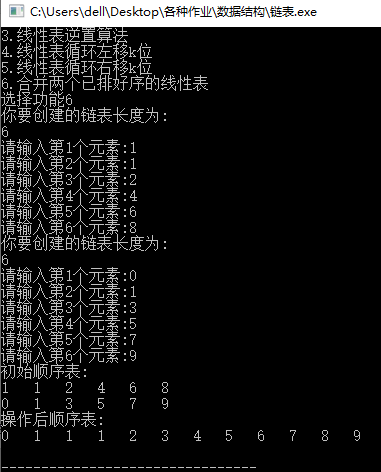 C:\Users\dell\Desktop\各种作业\数据结构\链表.exe
3.线性表逆置算法
4.线性表循环左移k位
5.线性表循环右移k位
6.合并两个已排好序的线性表
选择功能6
你要创建的链表长度为:
6
请输入第1个元素:1
请输入第2个元素:1
请输入第3个元素:2
请输入第4个元素:4
请输入第5个元素:6
请输入第6个元素:8
你要创建的链表长度为:
6
请输入第1个元素:0
请输入第2个元素:1
请输入第3个元素:3
请输入第4个元素:5
请输入第5个元素:7
请输入第6个元素:9
初始顺序表:
1 1 2 4 6 8
0 1 3 5 7 9
操作后顺序表:
0 1 1 1 2 3 4 5 6 7 8 9
--------------------------------